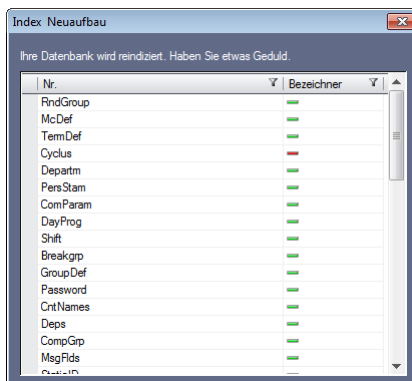 Index Neuaufbau
Ihre Datenbank wird reindiziert. Haben Sie etwas Geduld.
Nr. Bezeichner
RndGroup
McDef
TermDef
Cyclus
Departm
PersStam
ComParam
DayProg
Shift
Breakgrp
GroupDef
Password
CntNames
Deps
CompGrp
MsgFlds